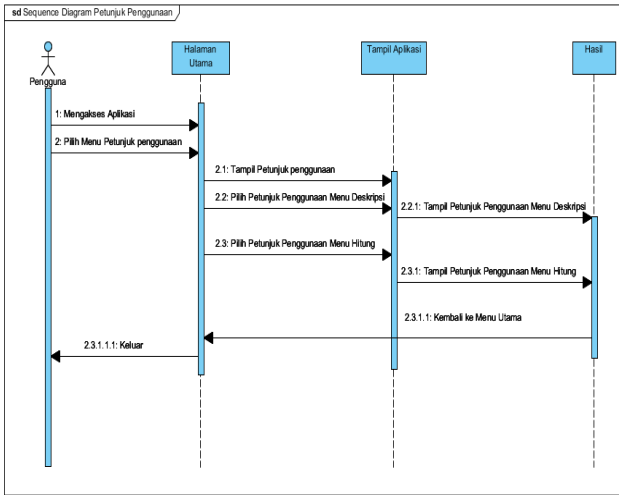 sd Sequence Diagram Petunjuk Penggunaan
Halaman
Utama
Tampil Aplikasi
Hasil
Pengguna
1: Mengakses Aplikasi
2: Pilih Menu Petunjuk penggunaan
2.1: Tampil Petunjuk penggunaan
2.2: Pilih Petunjuk Penggunaan Menu Deskripsi
2.2.1: Tampil Petunjuk Penggunaan Menu Deskripsi
2.3: Pilih Petunjuk Penggunaan Menu Hitung
2.3.1: Tampil Petunjuk Penggunaan Menu Hitung
2.3.1.1: Kembali ke Menu Utama
2.3.1.1.1: Keluar